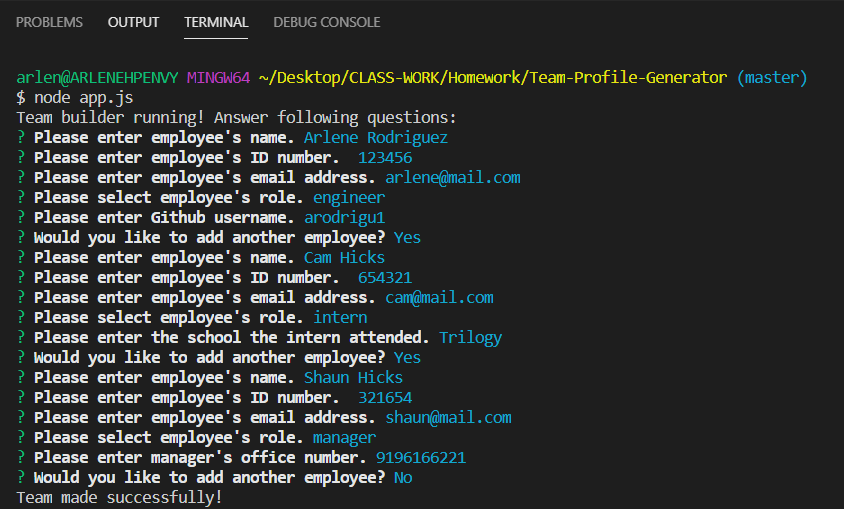 PROBLEMS OUTPUT TERMINAL DEBUG CONSOLE
arlen@ARLENEHPENVY MINGW64 ~/Desktop/CLASS-WORK/Homework/Team-Profile-Generator (master)
$ node app.js
Team builder running! Answer following questions:
? Please enter employee's name. Arlene Rodriguez
? Please enter employee's ID number.  123456
? Please enter employee's email address. arlene@mail.com
? Please select employee's role. engineer
? Please enter Github username. arodrigu1
? Would you like to add another employee? Yes
? Please enter employee's name. Cam Hicks
? Please enter employee's ID number.  654321
? Please enter employee's email address. cam@mail.com
? Please select employee's role. intern
? Please enter the school the intern attended. Trilogy
? Would you like to add another employee? Yes
? Please enter employee's name. Shaun Hicks
? Please enter employee's ID number.  321654
? Please enter employee's email address. shaun@mail.com
? Please select employee's role. manager
? Please enter manager's office number. 9196166221
? Would you like to add another employee? No
Team made successfully!